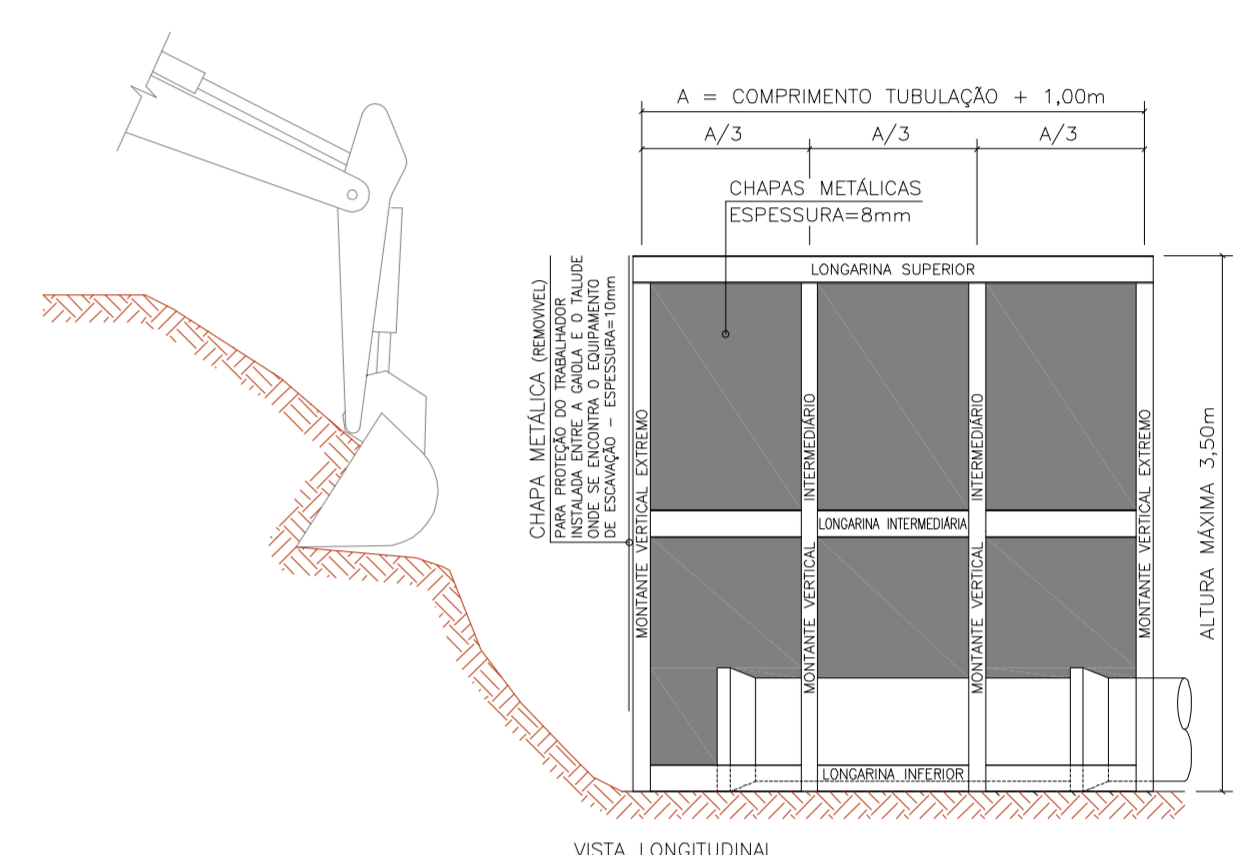 A = COMPRIMENTO TUBULAÇÃO + 1,00m
A/3
A/3
A/3
CHAPAS METÁLICAS
ESPESSURA=8mm
LONGARINA SUPERIOR
CHAPA METÁLICA (REMOVÍVEL)
PARA PROTEÇÃO DO TRABALHADOR
INSTALADA ENTRE A GAIOLA E O TALUDE
ONDE SE ENCONTRA O EQUIPAMENTO
DE ESCAVAÇÃO - ESPESSURA=10mm
MONTANTE VERTICAL EXTREMO
MONTANTE VERTICAL INTERMEDIÁRIO
LONGARINA INTERMEDIÁRIA
MONTANTE VERTICAL INTERMEDIÁRIO
MONTANTE VERTICAL EXTREMO
ALTURA MÁXIMA 3,50m
LONGARINA INFERIOR
VISTA LONGITUDINAL